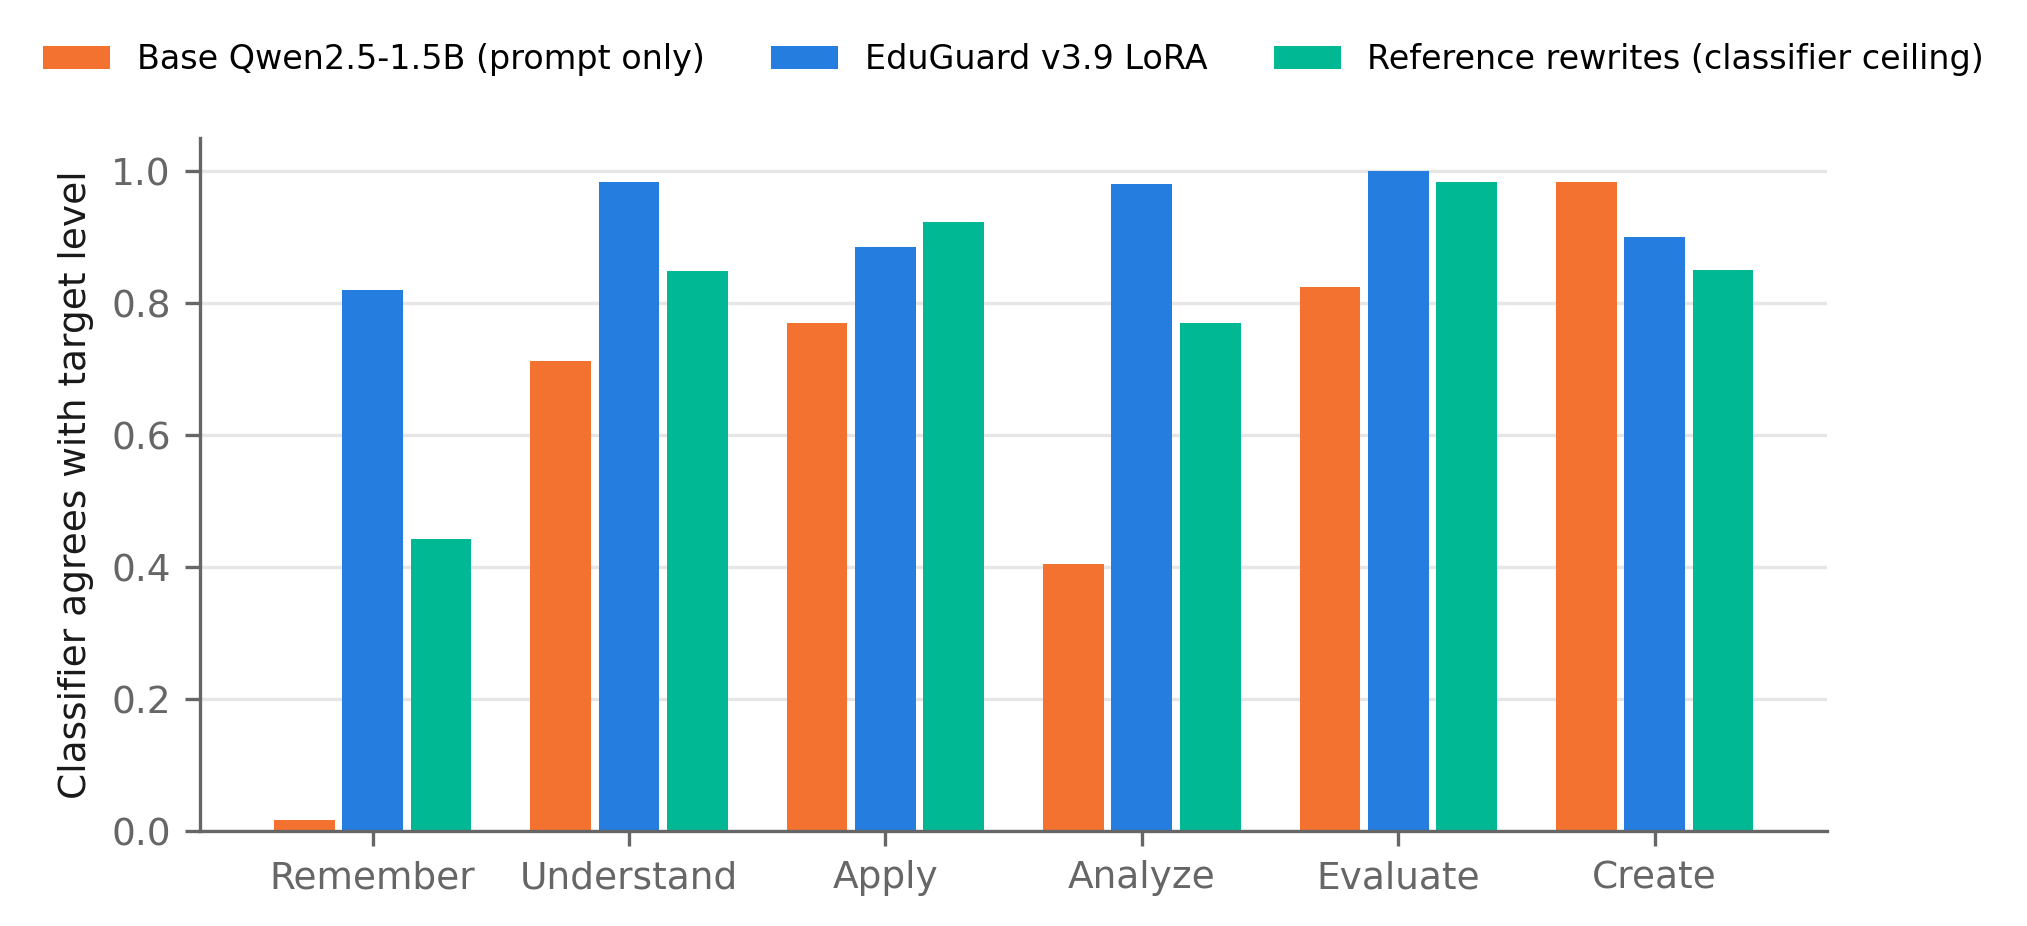 Base Qwen2.5-1.5B (prompt only)
EduGuard v3.9 LoRA
Reference rewrites (classifier ceiling)
Classifier agrees with target level
1.0
0.8
0.6
0.4
0.2
0.0
Remember
Understand
Apply
Analyze
Evaluate
Create